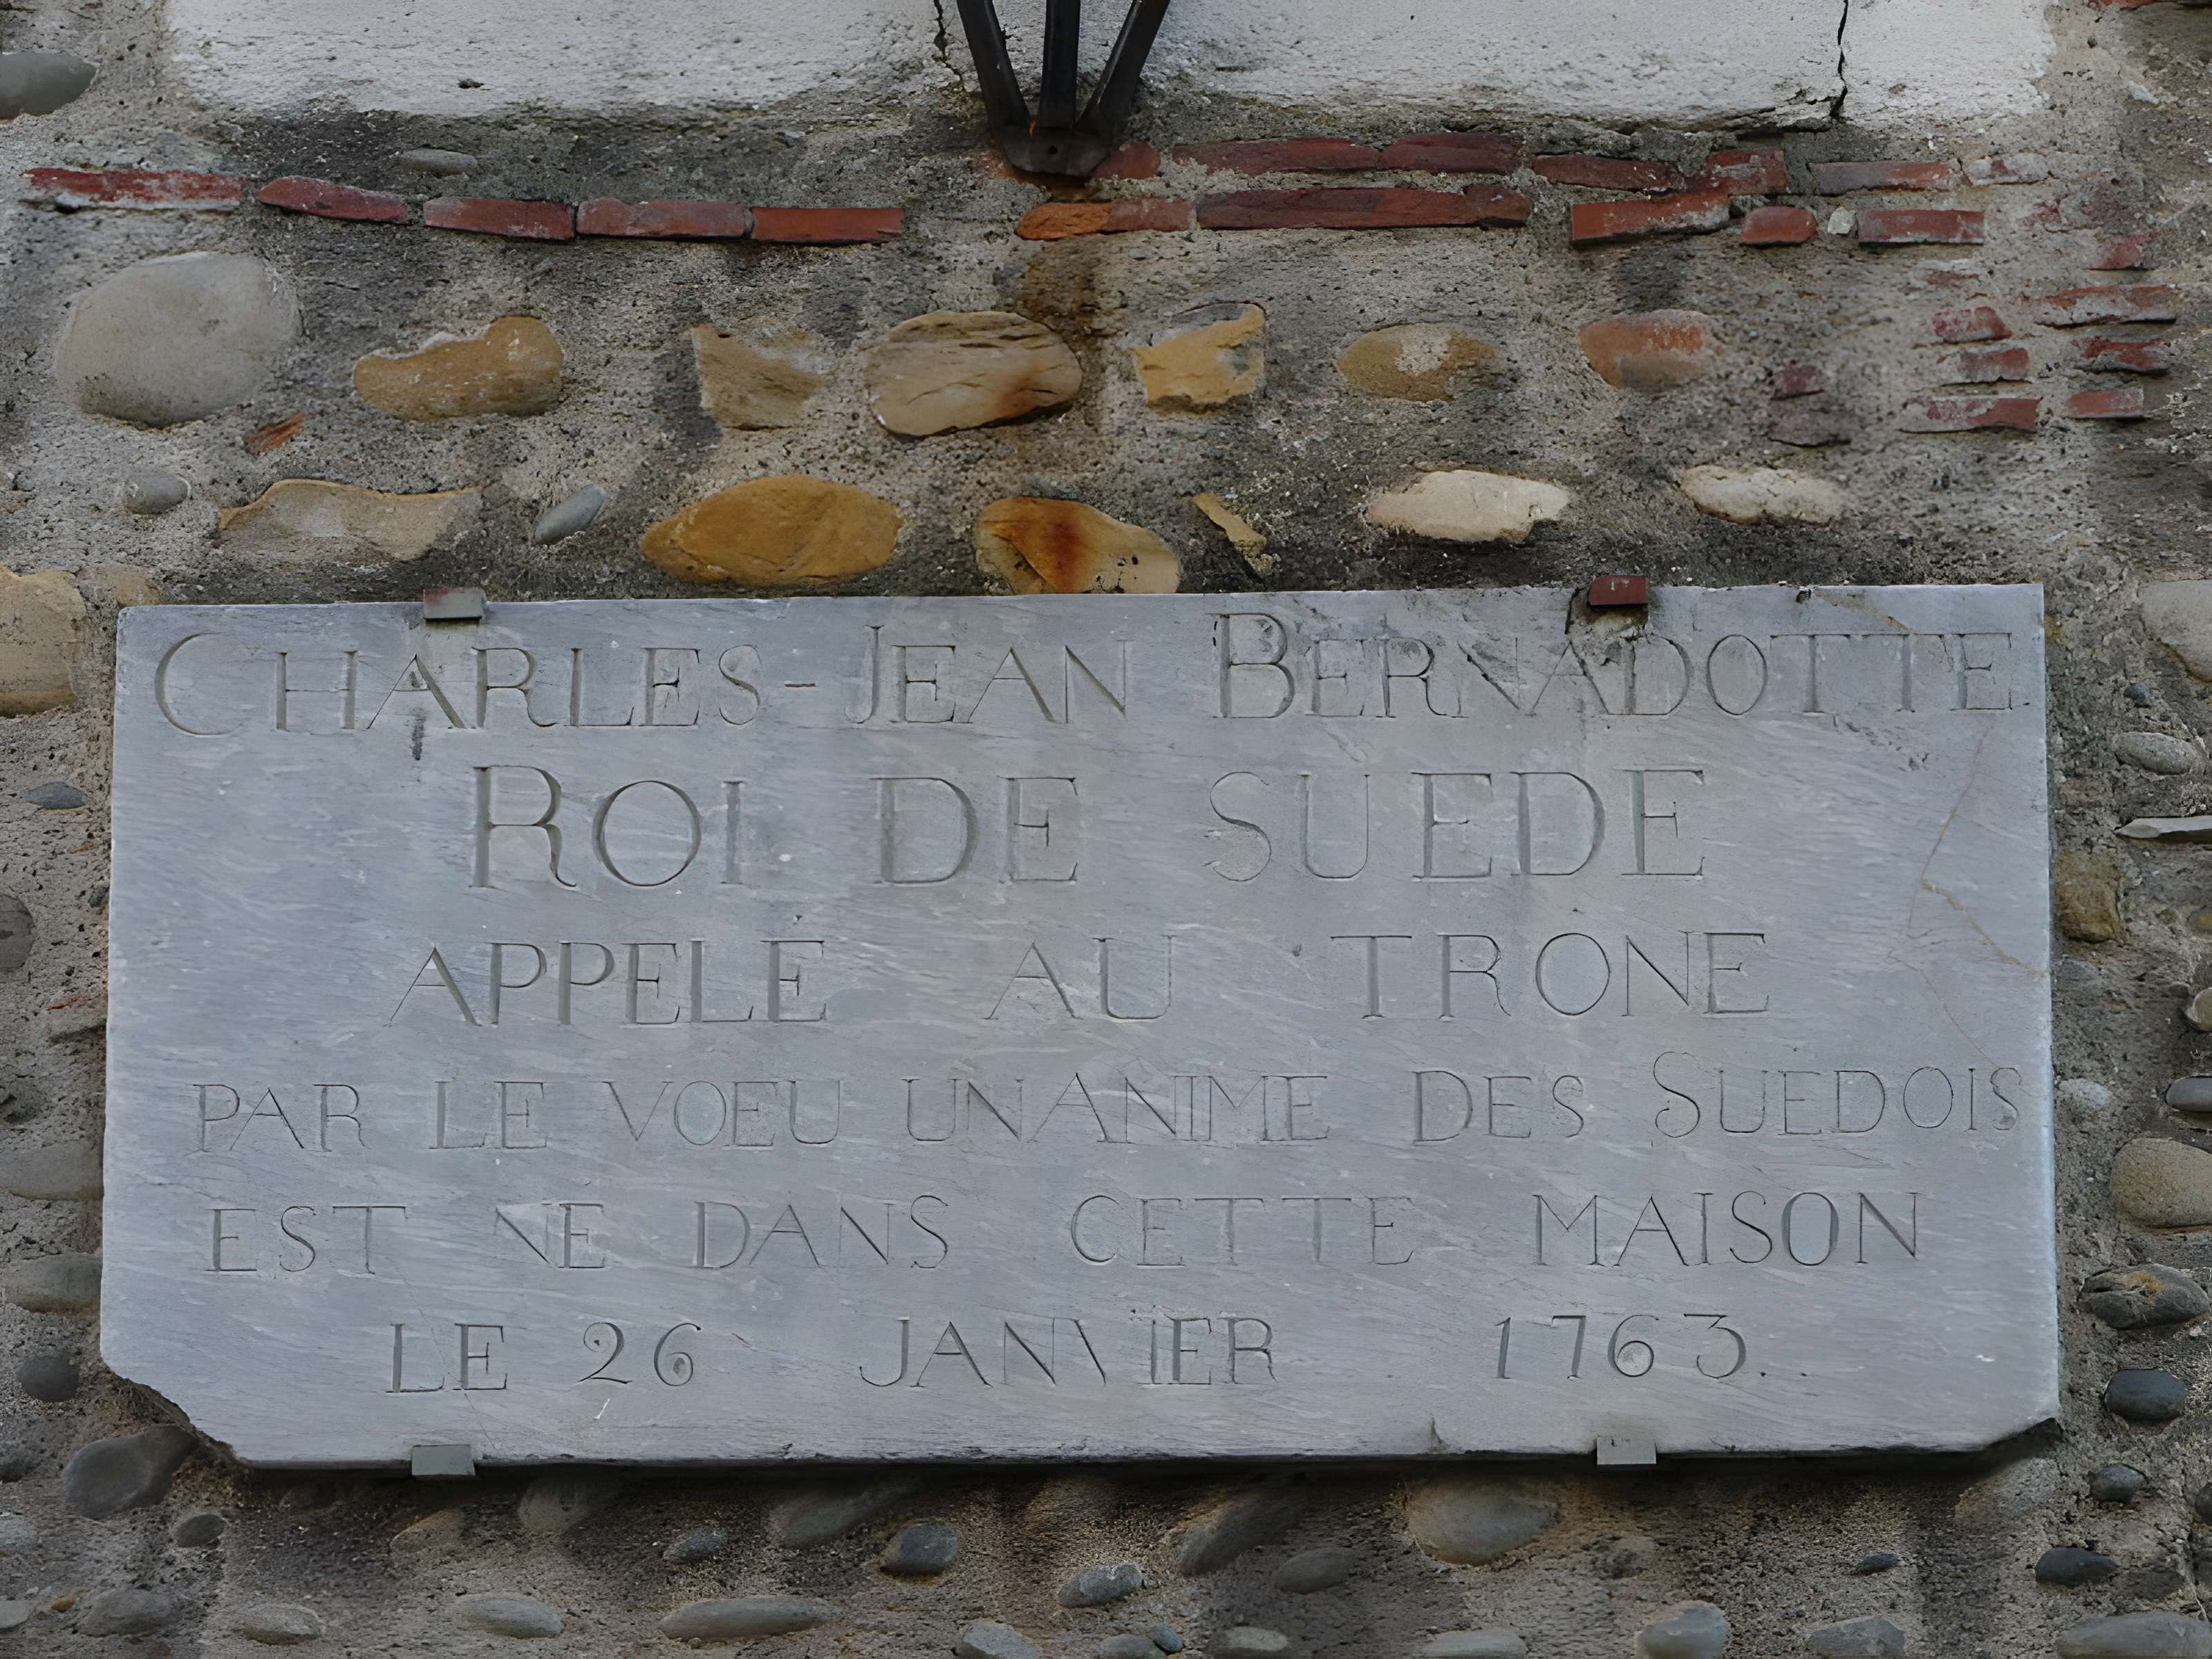 CHARLES-JEAN BERNADOTTE
ROI DE SUEDE
APPELÉ AU TRONE
PAR LE VOEU UNANIME DES SUEDOIS
EST NÉ DANS CETTE MAISON
LE 26 JANVIER 1763.